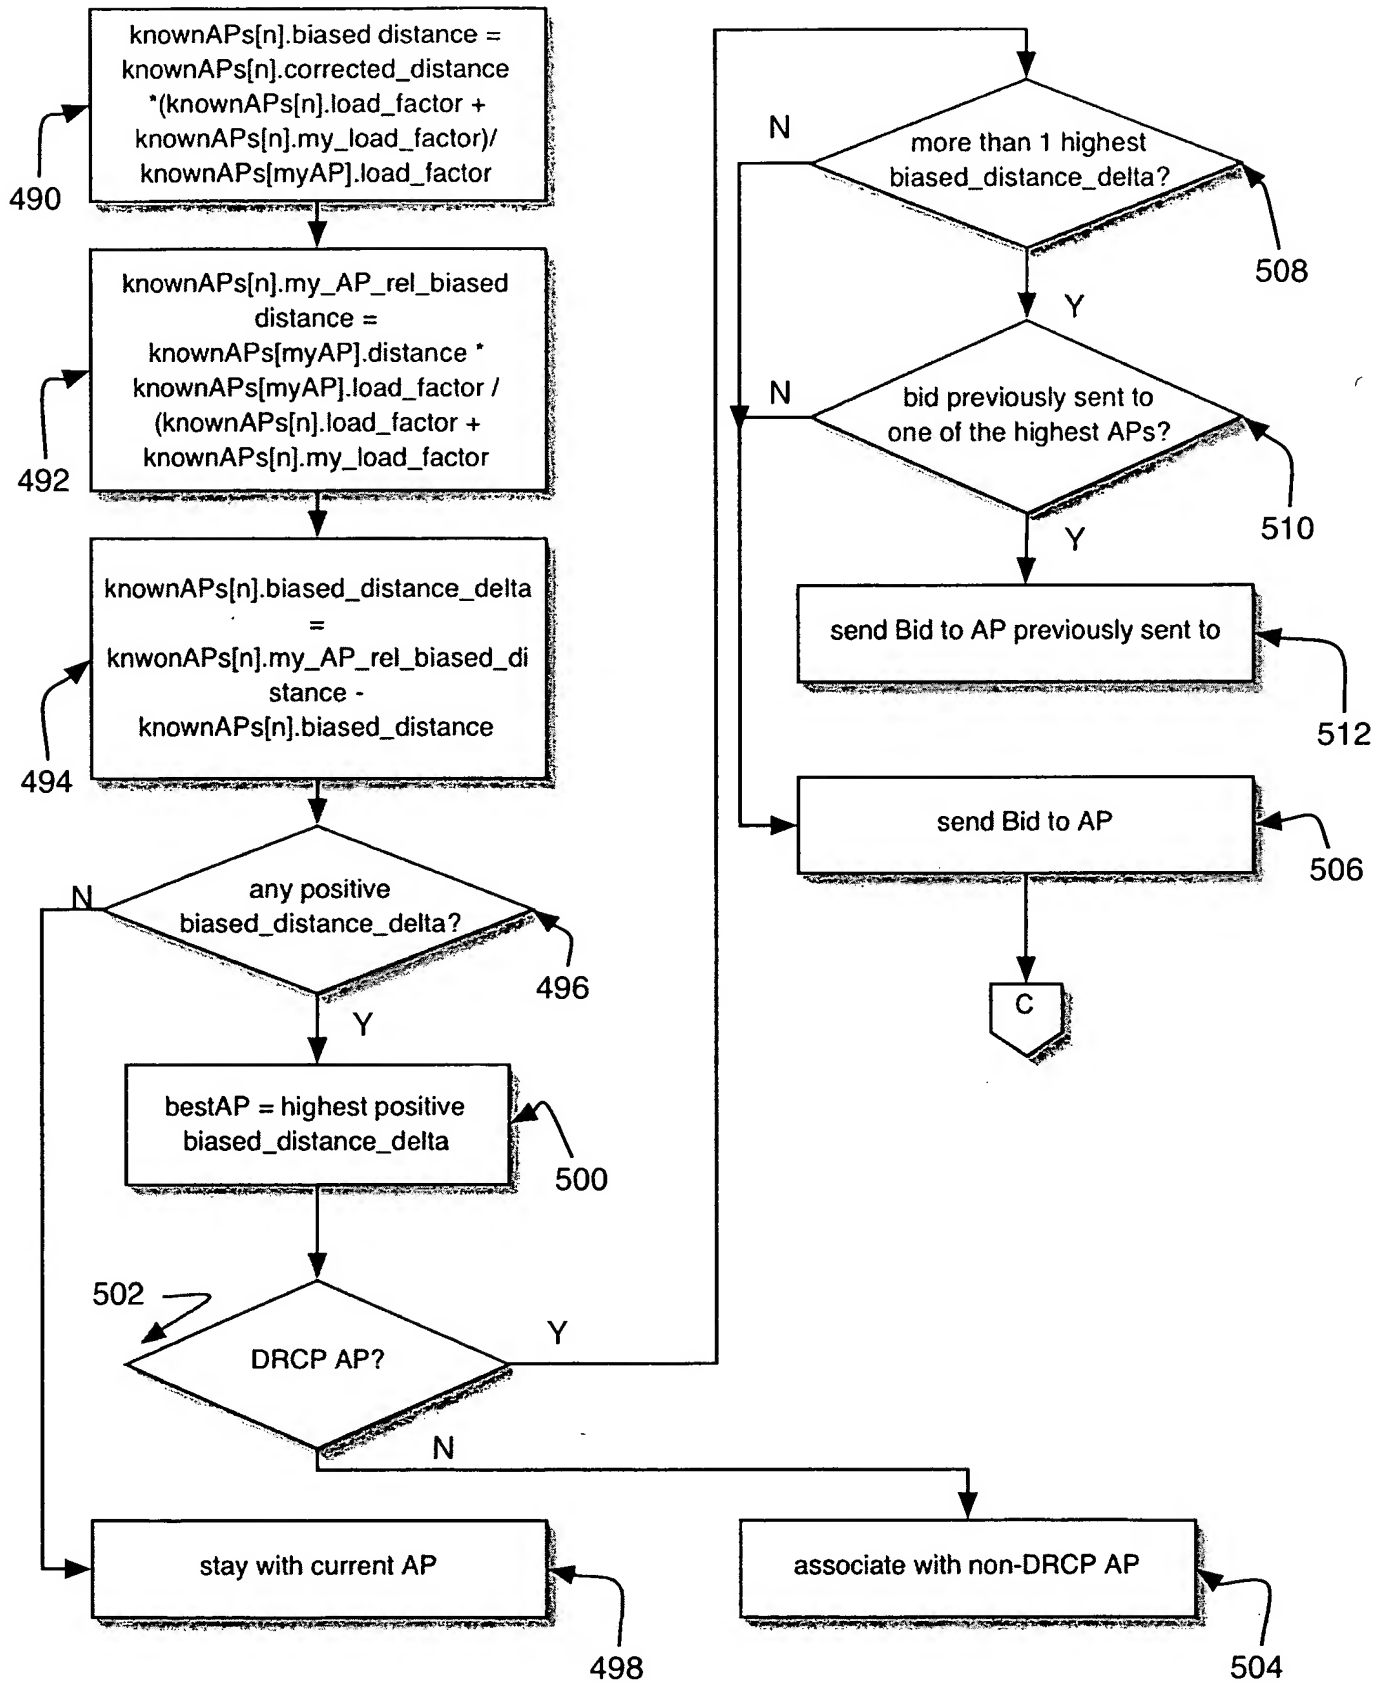 knownAPs[n].biased distance =
knownAPs[n].corrected_distance
*(knownAPs[n].load_factor +
knownAPs[n].my_load_factor)/
knownAPs[myAP].load_factor
490
knownAPs[n].my_AP_rel_biased
distance =
knownAPs[myAP].distance *
knownAPs[myAP].load_factor /
(knownAPs[n].load_factor +
knownAPs[n].my_load_factor
492
knownAPs[n].biased_distance_delta
=
knwonAPs[n].my_AP_rel_biased_di
stance -
knownAPs[n].biased_distance
494
any positive
biased_distance_delta?
N
496
Y
bestAP = highest positive
biased_distance_delta
500
502
DRCP AP?
Y
N
stay with current AP
498
associate with non-DRCP AP
504
more than 1 highest
biased_distance_delta?
N
508
Y
bid previously sent to
one of the highest APs?
N
510
Y
send Bid to AP previously sent to
512
send Bid to AP
506
C